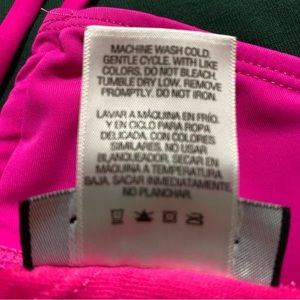 MACHINE WASH COLD.
GENTLE CYCLE. WITH LIKE
COLORS. DO NOT BLEACH.
TUMBLE DRY LOW. REMOVE
PROMPTLY. DO NOT IRON.
LAVAR A MÁQUINA EN FRÍO.
Y EN CICLO PARA ROPA
DELICADA, CON COLORES
SIMILARES. NO USAR
BLANQUEADOR. SECAR EN
MÁQUINA A TEMPERATURA
BAJA. SACAR INMEDIATAMENTE.
NO PLANCHAR.